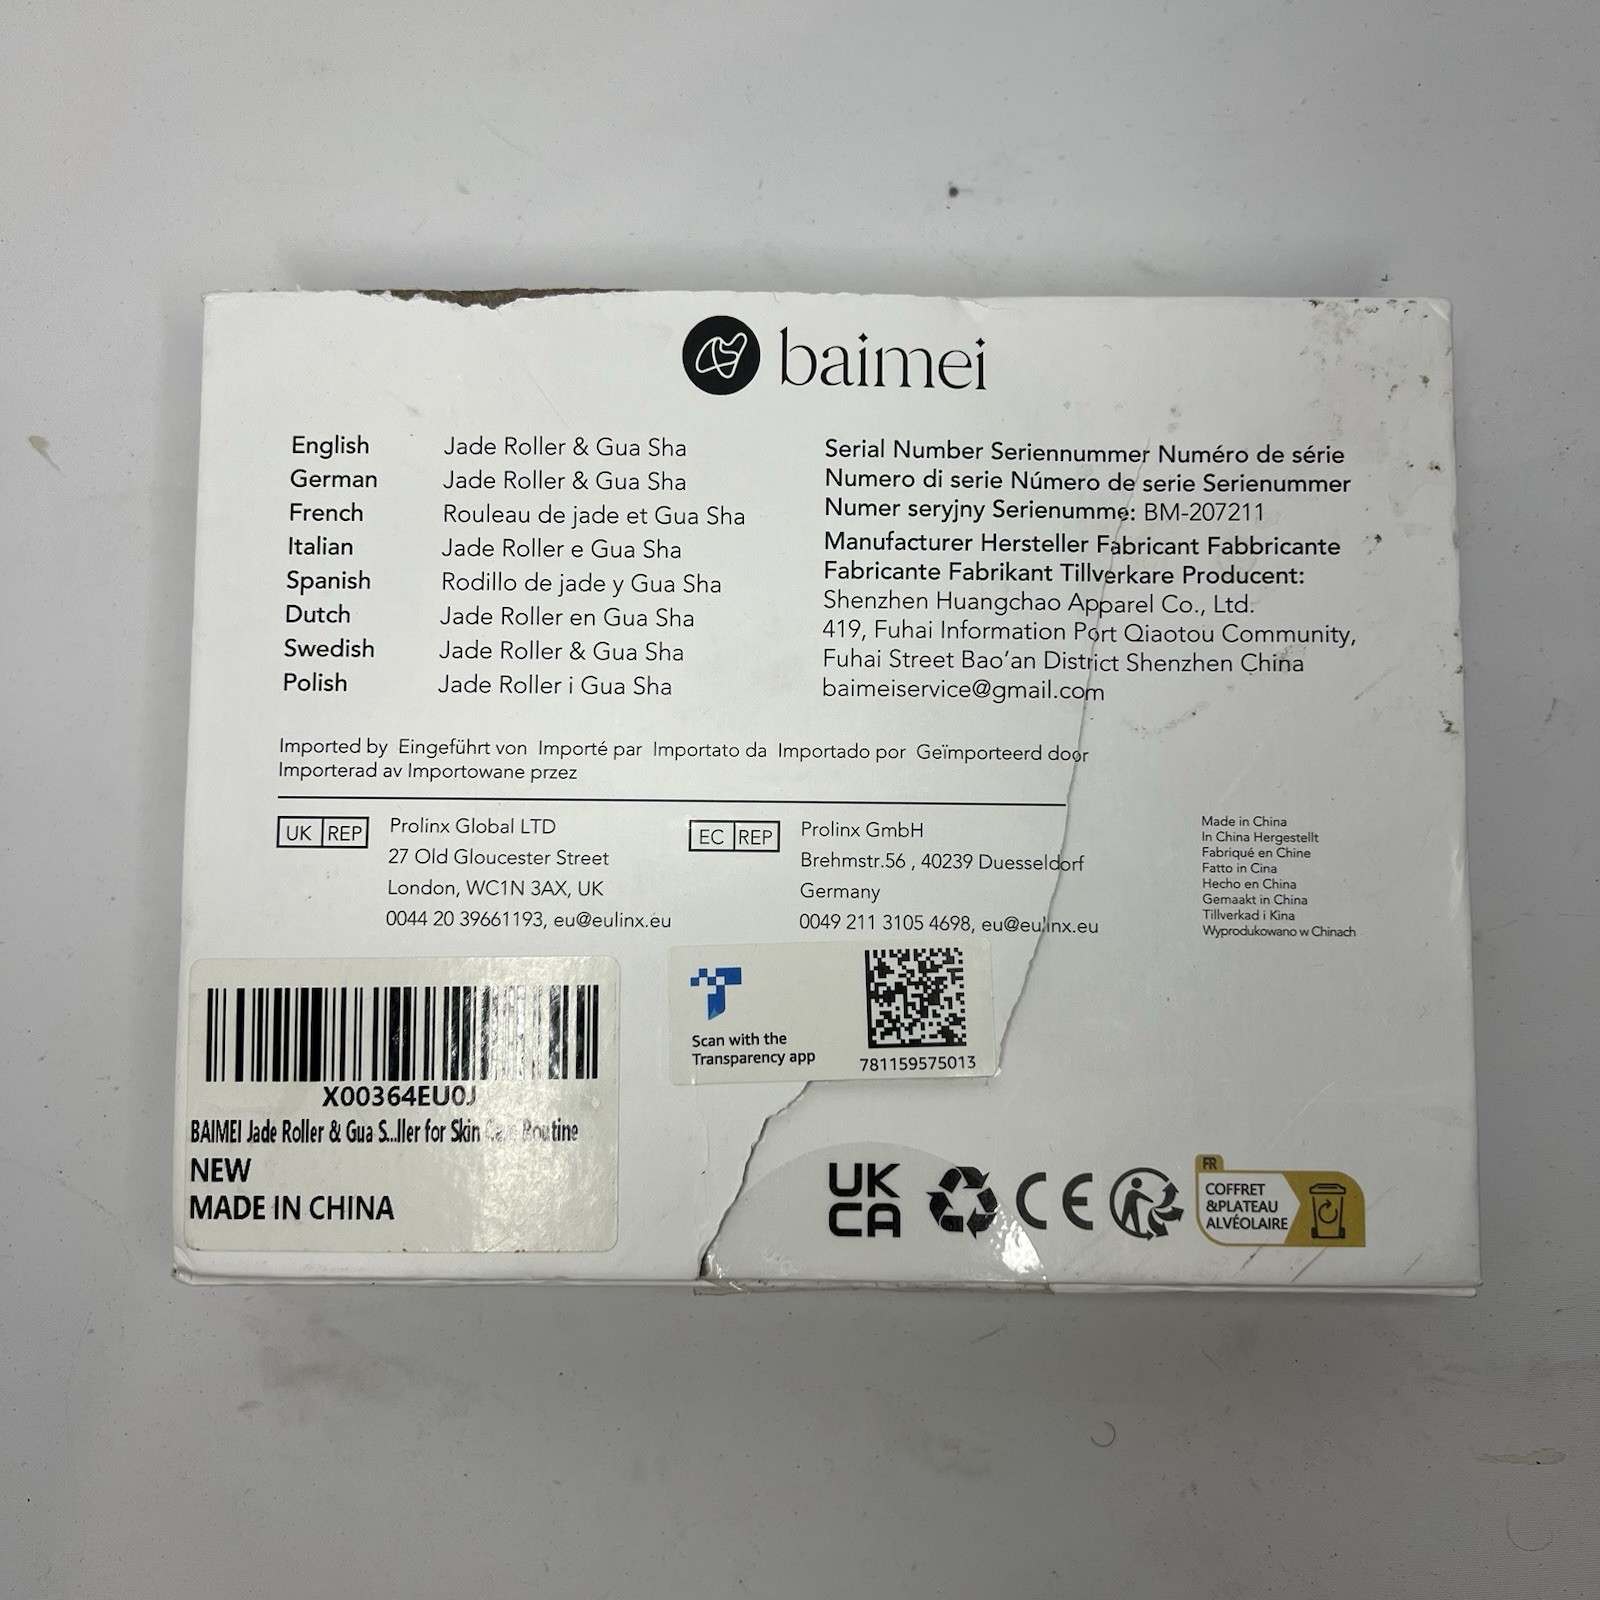 baimei
English Jade Roller & Gua Sha
German Jade Roller & Gua Sha
French Rouleau de jade et Gua Sha
Italian Jade Roller e Gua Sha
Spanish Rodillo de jade y Gua Sha
Dutch Jade Roller en Gua Sha
Swedish Jade Roller & Gua Sha
Polish Jade Roller i Gua Sha
Serial Number Seriennummer Numéro de série
Numero di serie Número de serie Serienummer
Numer seryjny Serienumme: BM-207211
Manufacturer Hersteller Fabricant Fabbricante
Fabricante Fabrikant Tillverkare Producent:
Shenzhen Huangchao Apparel Co., Ltd.
419, Fuhai Information Port Qiaotou Community,
Fuhai Street Bao'an District Shenzhen China
baimeiservice@gmail.com
Imported by Eingeführt von Importé par Importato da Importado por Geïmporteerd door
Importerad av Importowane przez
UK REP
Prolinx Global LTD
27 Old Gloucester Street
London, WC1N 3AX, UK
0044 20 39661193, eu@eulinx.eu
EC REP
Prolinx GmbH
Brehmstr.56 , 40239 Duesseldorf
Germany
0049 211 3105 4698, eu@eulinx.eu
Made in China
In China Hergestellt
Fabriqué en Chine
Fatto in Cina
Hecho en China
Gemaakt in China
Tillverkad i Kina
Wyprodukowano w Chinach
X00364EU0J
BAIMEI Jade Roller & Gua S...ller for Skin Care Routine
NEW
MADE IN CHINA
Scan with the
Transparency app
781159575013
UK
CA
CE
FR
COFFRET
&PLATEAU
ALVÉOLAIRE